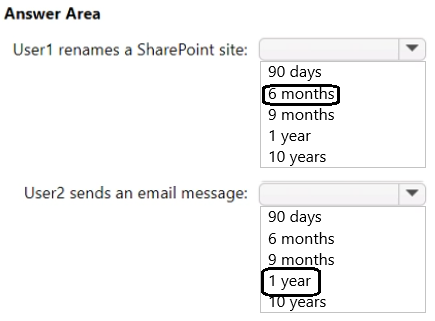 Answer Area
User1 renames a SharePoint site:
90 days
6 months
9 months
1 year
10 years
User2 sends an email message:
90 days
6 months
9 months
1 year
10 years